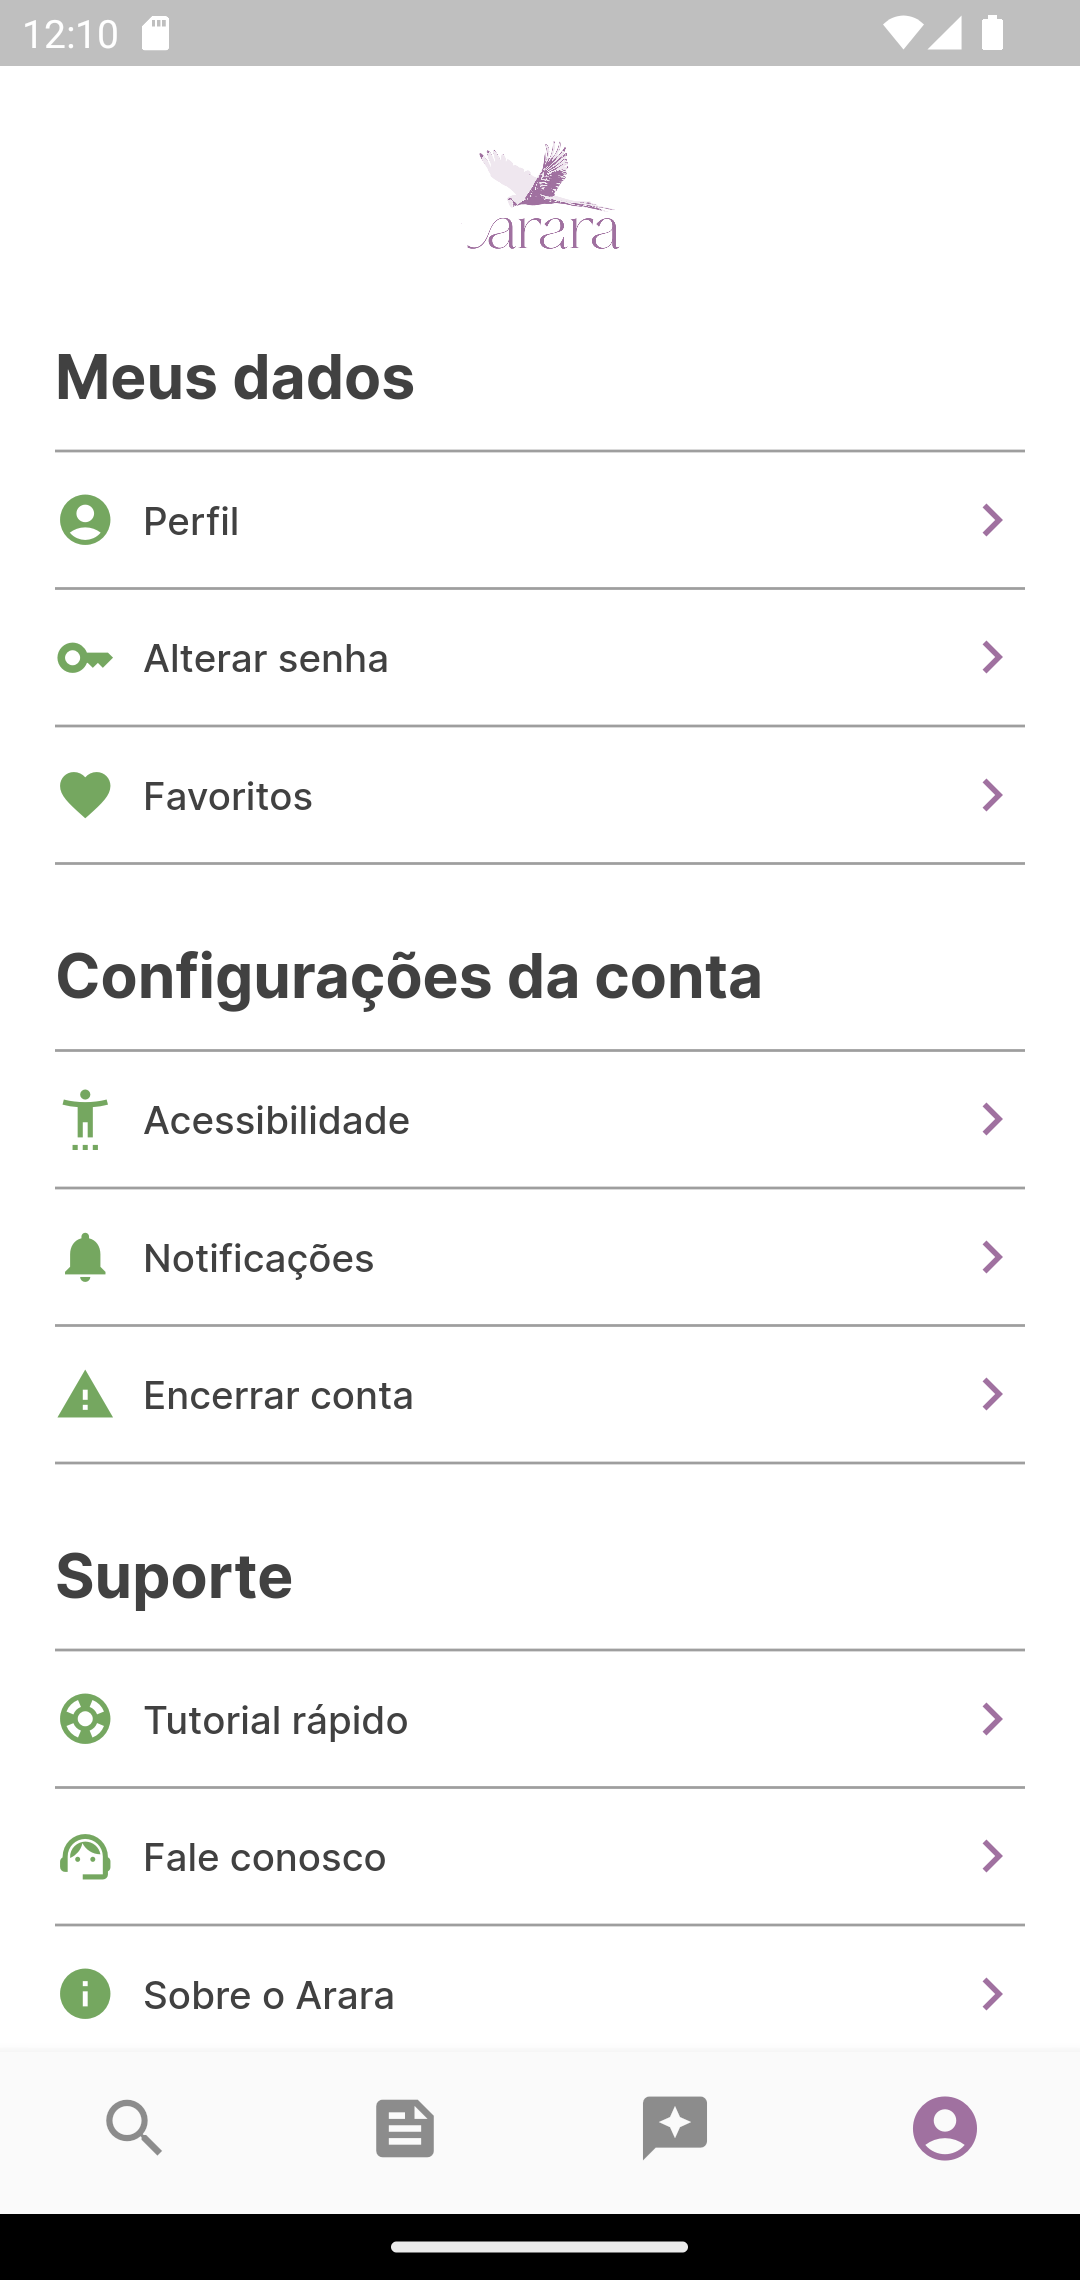 12:10
arara
Meus dados
Perfil
Alterar senha
Favoritos
Configurações da conta
Acessibilidade
Notificações
Encerrar conta
Suporte
Tutorial rápido
Fale conosco
Sobre o Arara